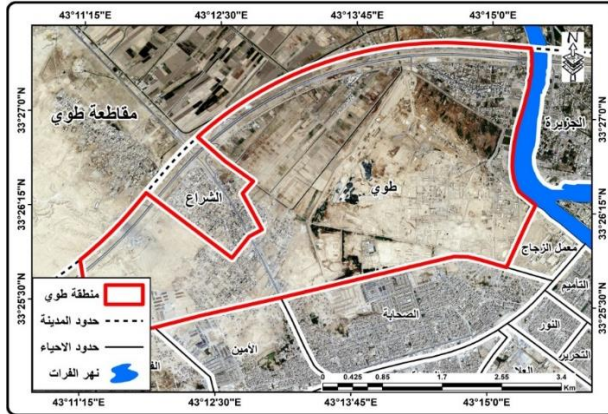 43°11'15"E 43°12'30"E 43°13'45"E 43°15'0"E
N
33°27'0"N 33°27'0"N
33°26'15"N 33°26'15"N
33°25'30"N 33°25'30"N
الجزيرة
مقاطعة طوي
طوي
الشراع
معمل الزجاج
التأميم
الصحابة
النور
التحرير
الأمين
منطقة طوي
حدود المدينة
حدود الاحياء
نهر الفرات
0 0.425 0.85 1.7 2.55 3.4
Km
43°11'15"E 43°12'30"E 43°13'45"E 43°15'0"E